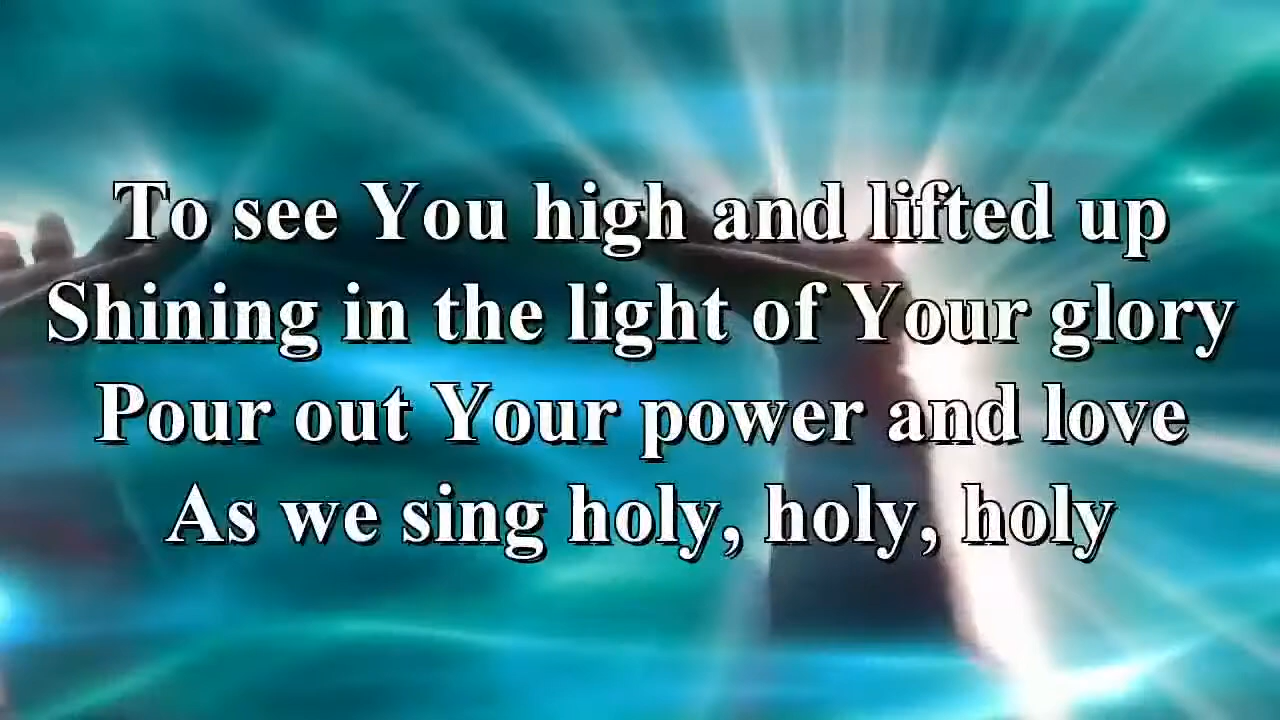 To see You high and lifted up
Shining in the light of Your glory
Pour out Your power and love
As we sing holy, holy, holy